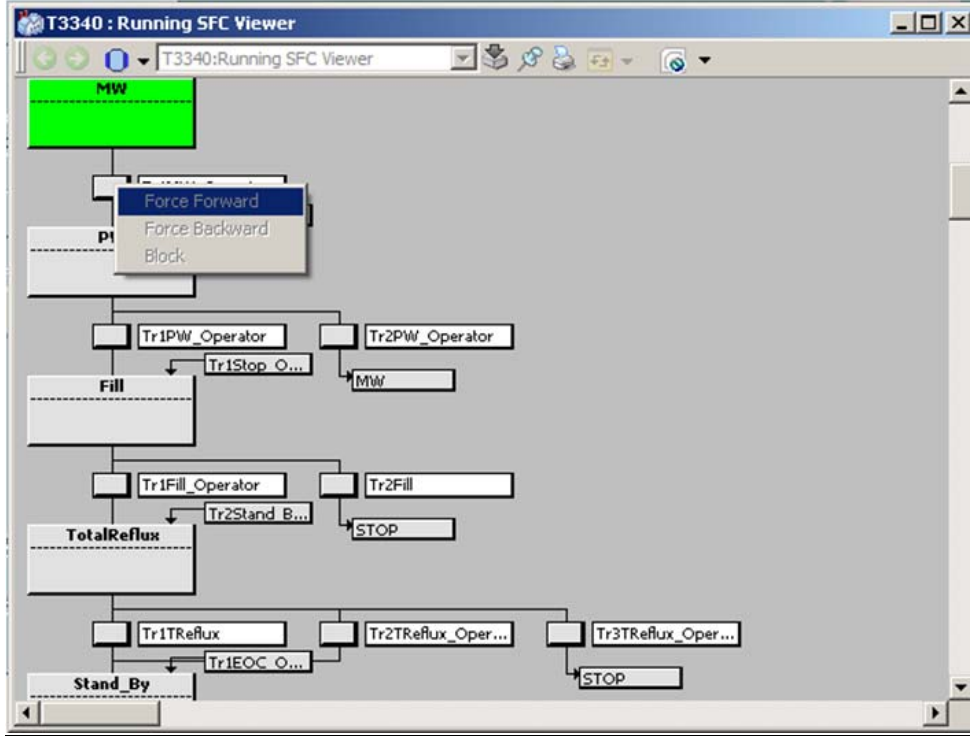 T3340 : Running SFC Viewer
T3340:Running SFC Viewer
MW
Force Forward
Force Backward
Block
Tr1PW_Operator
Tr2PW_Operator
Tr1Stop_O...
MW
Fill
Tr1Fill_Operator
Tr2Fill
Tr2Stand_B...
STOP
TotalReflux
Tr1TReflux
Tr2TReflux_Oper...
Tr3TReflux_Oper...
Tr1EOC_O...
STOP
Stand_By